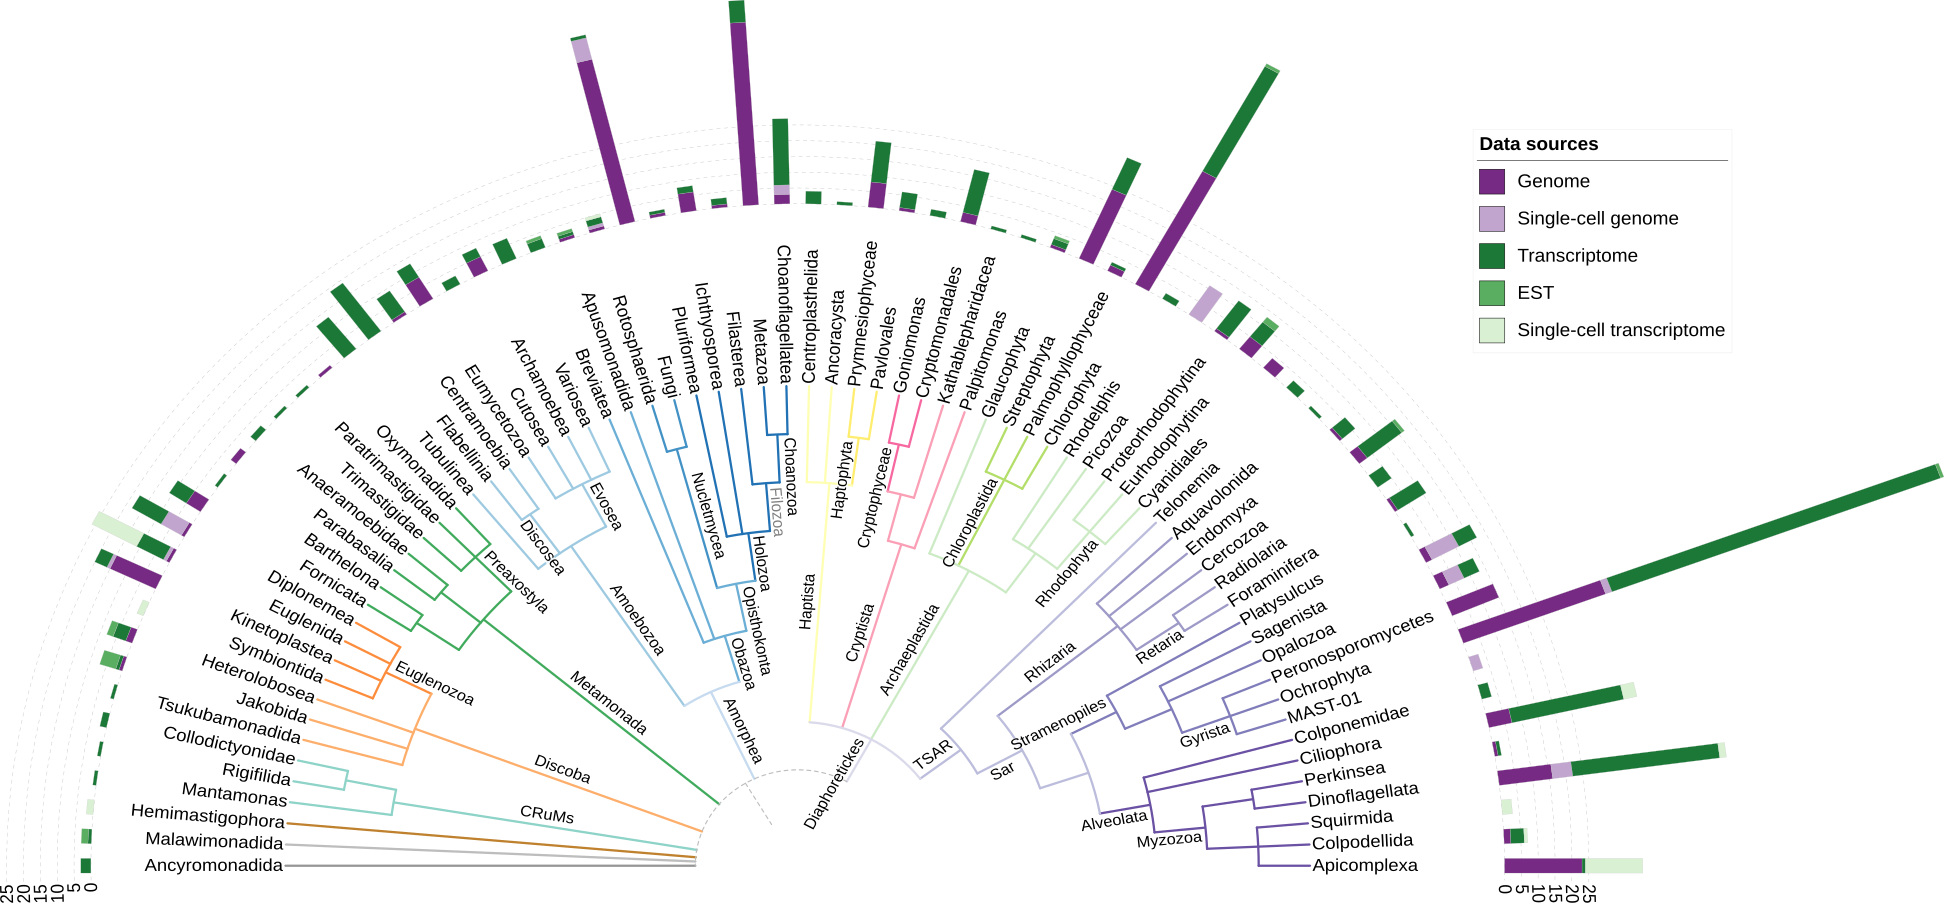 Data sources
Genome
Single-cell genome
Transcriptome
EST
Single-cell transcriptome
Ancyromonadida
Malawimonadida
Hemimastigophora
Mantamonas
Rigifilida
Collodictyonidae
Tsukubamonadida
Jakobida
Heterolobosea
Symbiontida
Kinetoplastea
Euglenida
Diplonemea
Fornicata
Barthelona
Parabasalia
Anaeramoebidae
Trimastigidae
Paratrimastigidae
Oxymonadida
Tubulinea
Flabellinia
Centramoebia
Eumycetozoa
Cutosea
Archamoebea
Variosea
Breviatea
Apusomonadida
Rotosphaerida
Fungi
Pluriformea
Ichthyosporea
Filasterea
Metazoa
Choanoflagellatea
Centroplasthelida
Ancoracysta
Prymnesiophyceae
Pavlovales
Goniomonas
Cryptomonadales
Kathablepharidacea
Palpitomonas
Glaucophyta
Streptophyta
Palmophyllophyceae
Chlorophyta
Rhodelphis
Picozoa
Proteorhodophytina
Eurhodophytina
Cyanidiales
Telonemia
Aquavolonida
Endomyxa
Cercozoa
Radiolaria
Foraminifera
Platysulcus
Sagenista
Opalozoa
Peronosporomycetes
Ochrophyta
MAST-01
Colponemidae
Ciliophora
Perkinsea
Dinoflagellata
Squirmida
Colpodellida
Apicomplexa
CRuMs
Discoba
Euglenozoa
Metamonada
Preaxostyla
Amoebozoa
Discosea
Evosea
Amorphea
Obazoa
Opisthokonta
Nucletmycea
Holozoa
Filozoa
Choanozoa
Haptista
Haptophyta
Cryptista
Cryptophyceae
Archaeplastida
Chloroplastida
Rhodophyta
Diaphoretickes
TSAR
Sar
Rhizaria
Retaria
Stramenopiles
Gyrista
Alveolata
Myzozoa
25
20
15
10
5
0
0
5
10
15
20
25